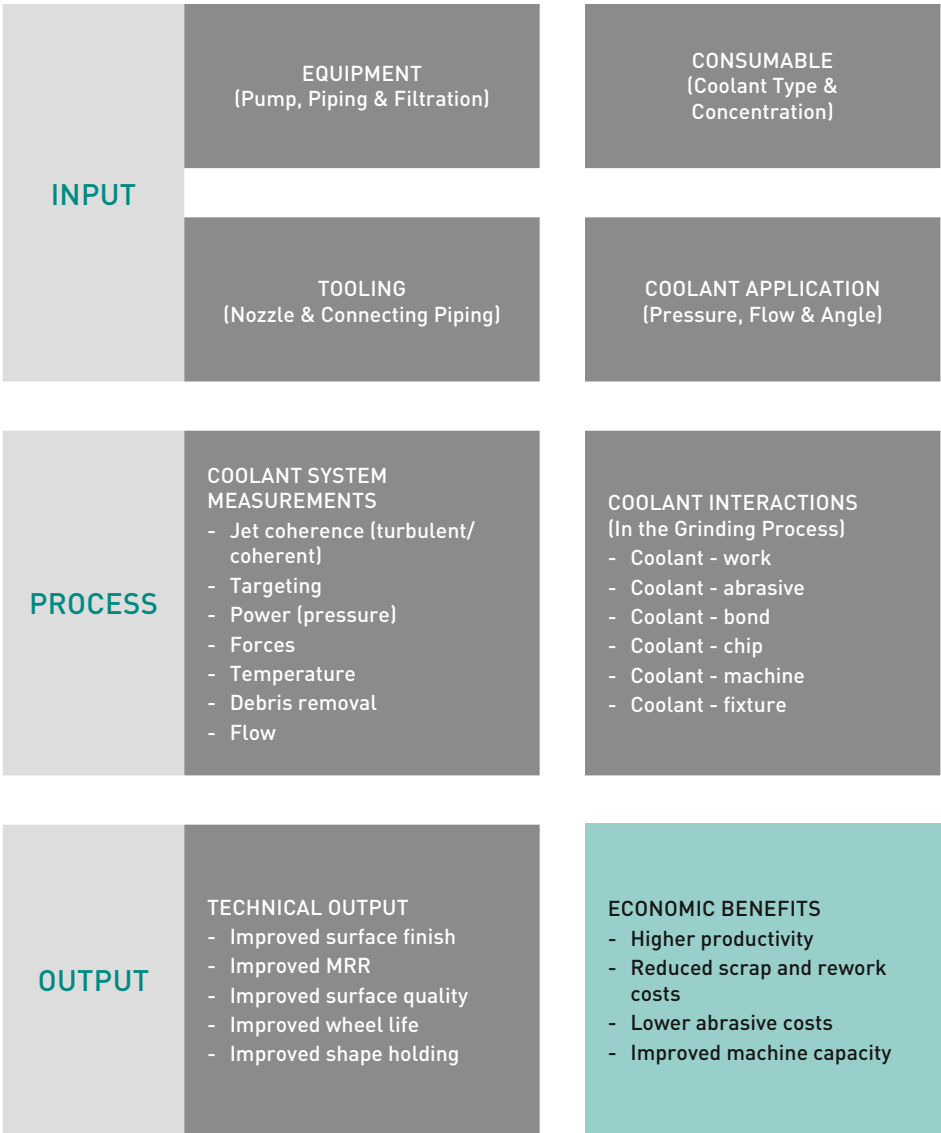 INPUT
EQUIPMENT
(Pump, Piping & Filtration)
CONSUMABLE
(Coolant Type &
Concentration)
TOOLING
(Nozzle & Connecting Piping)
COOLANT APPLICATION
(Pressure, Flow & Angle)
PROCESS
COOLANT SYSTEM
MEASUREMENTS
- Jet coherence (turbulent/
coherent)
- Targeting
- Power (pressure)
- Forces
- Temperature
- Debris removal
- Flow
COOLANT INTERACTIONS
(In the Grinding Process)
- Coolant - work
- Coolant - abrasive
- Coolant - bond
- Coolant - chip
- Coolant - machine
- Coolant - fixture
OUTPUT
TECHNICAL OUTPUT
- Improved surface finish
- Improved MRR
- Improved surface quality
- Improved wheel life
- Improved shape holding
ECONOMIC BENEFITS
- Higher productivity
- Reduced scrap and rework
costs
- Lower abrasive costs
- Improved machine capacity